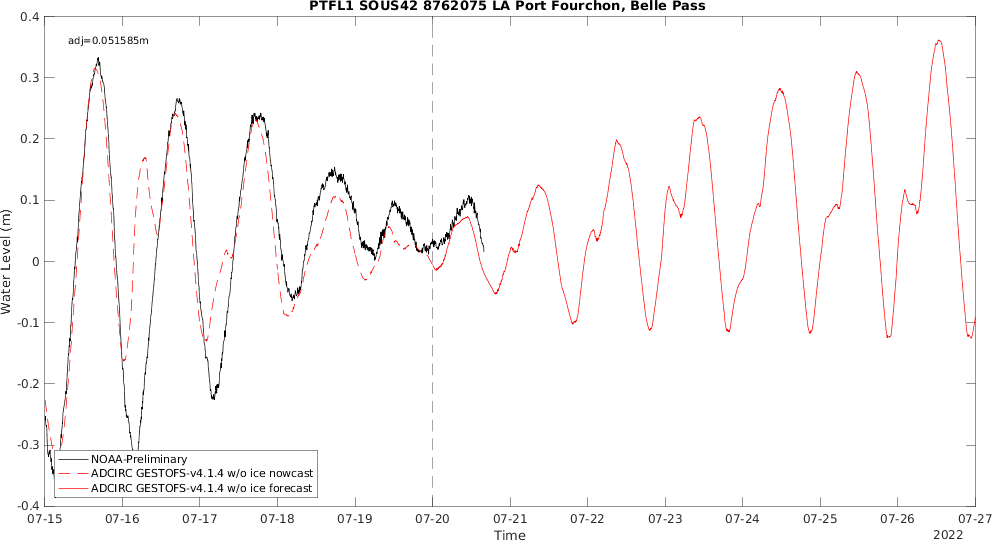 PTFL1 SOUS42 8762075 LA Port Fourchon, Belle Pass
adj=0.051585m
0.4
0.3
0.2
0.1
0
-0.1
-0.2
-0.3
-0.4
Water Level (m)
NOAA-Preliminary
ADCIRC GESTOFS-v4.1.4 w/o ice nowcast
ADCIRC GESTOFS-v4.1.4 w/o ice forecast
07-15 07-16 07-17 07-18 07-19 07-20 07-21 07-22 07-23 07-24 07-25 07-26 07-27
Time
2022